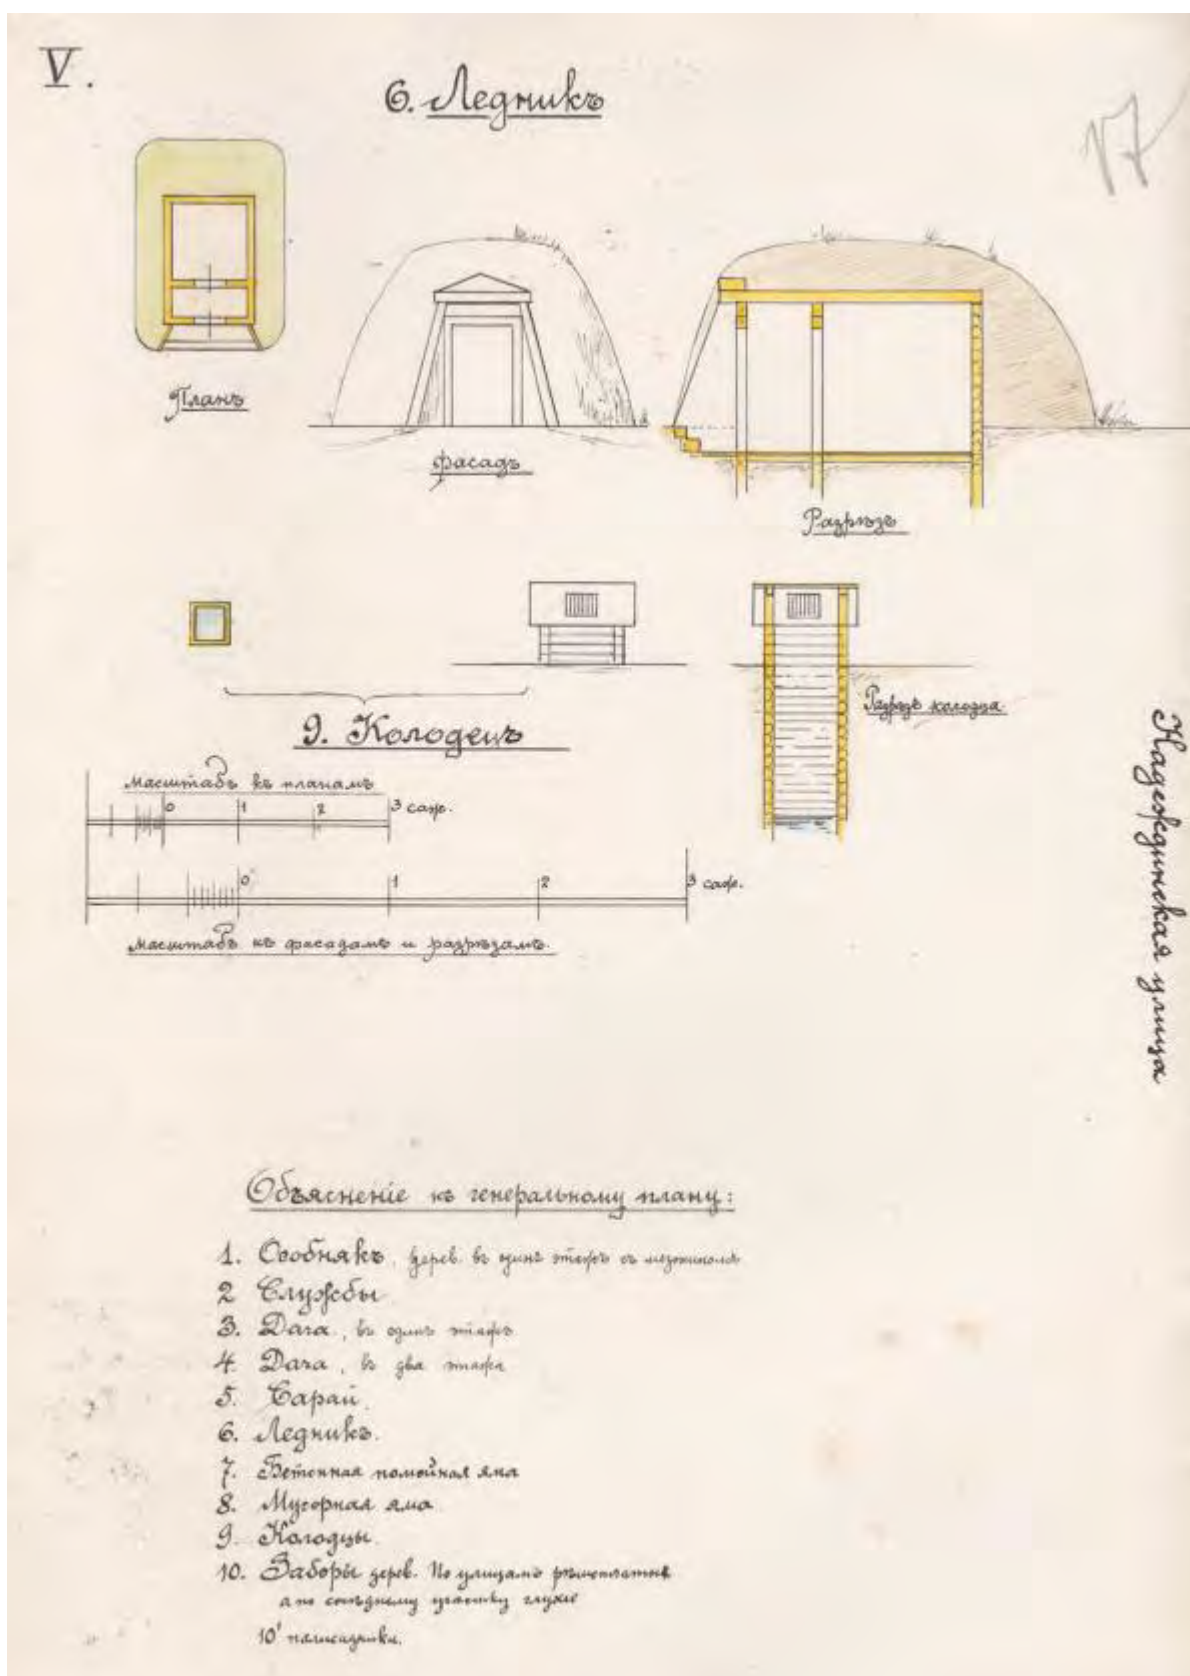 V.
6. Ледникъ
17
Планъ
Фасадъ
Разрѣзъ
Разрѣзъ колодца
9. Колодецъ
Масштабъ къ планамъ
0 1 2 3 саж.
0 1 2 3 саж.
Масштабъ къ фасадамъ и разрѣзамъ.
Надеждинская улица
Объясненіе къ генеральному плану:
1. Особнякъ, дерев. въ одинъ этажъ съ мезониномъ
2 Службы
3. Дача, въ одинъ этажъ
4. Дача, въ два этажа
5. Сарай.
6. Ледникъ.
7. Бетонная помойная яма
8. Мусорная яма
9. Колодцы.
10. Заборы дерев. По улицамъ рѣшетчатые
а по сосѣднему участку глухіе
10' палисадники.